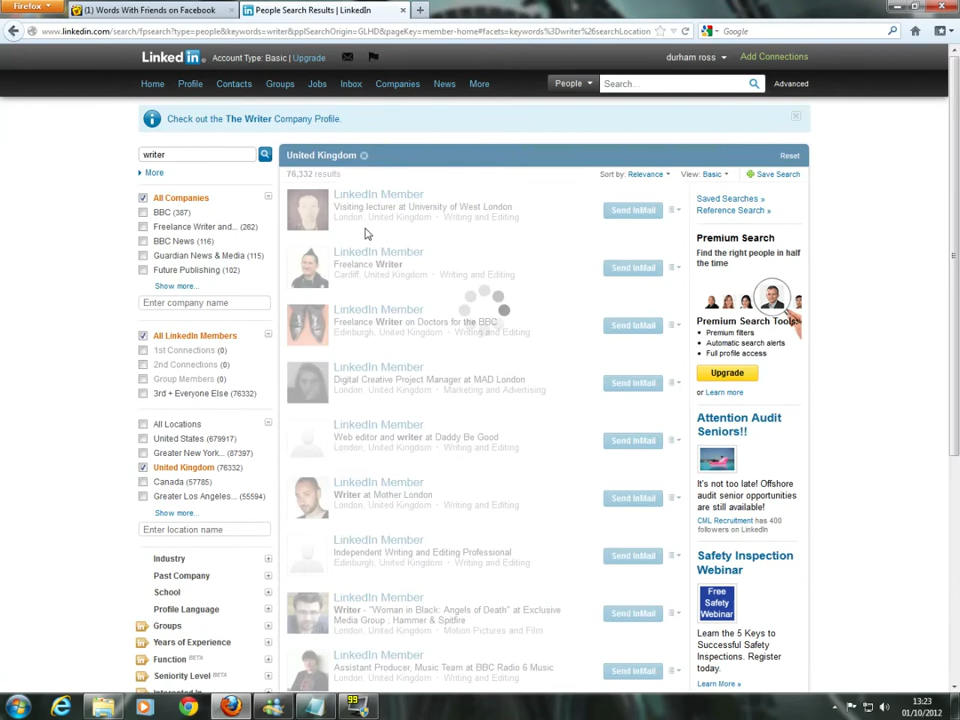 Firefox
(1) Words With Friends on Facebook
People Search Results | LinkedIn
www.linkedin.com/search/fpsearch?type=people&keywords=writer&pplSearchOrigin=GLHD&pageKey=member-home#facets=keywords%3Dwriter%26searchLocation
Google
Linked in
Account Type: Basic | Upgrade
durham ross
Add Connections
Home Profile Contacts Groups Jobs Inbox Companies News More
People
Search...
Advanced
Check out the The Writer Company Profile.
writer
More
All Companies
BBC (387)
Freelance Writer and... (262)
BBC News (116)
Guardian News & Media (115)
Future Publishing (102)
Show more...
Enter company name
All LinkedIn Members
1st Connections (0)
2nd Connections (0)
Group Members (0)
3rd + Everyone Else (76332)
All Locations
United States (679917)
Greater New York... (87397)
United Kingdom (76332)
Canada (57785)
Greater Los Angeles... (55594)
Show more...
Enter location name
Industry
Past Company
School
Profile Language
Groups
Years of Experience
Function BETA
Seniority Level BETA
United Kingdom
Reset
76,332 results
Sort by: Relevance
View: Basic
Save Search
LinkedIn Member
Visiting lecturer at University of West London
London, United Kingdom · Writing and Editing
Send InMail
LinkedIn Member
Freelance Writer
Cardiff, United Kingdom · Writing and Editing
Send InMail
LinkedIn Member
Freelance Writer on Doctors for the BBC
Edinburgh, United Kingdom · Writing and Editing
Send InMail
LinkedIn Member
Digital Creative Project Manager at MAD London
London, United Kingdom · Marketing and Advertising
Send InMail
LinkedIn Member
Web editor and writer at Daddy Be Good
London, United Kingdom · Writing and Editing
Send InMail
LinkedIn Member
Writer at Mother London
London, United Kingdom · Writing and Editing
Send InMail
LinkedIn Member
Independent Writing and Editing Professional
Edinburgh, United Kingdom · Writing and Editing
Send InMail
LinkedIn Member
Writer - "Woman in Black: Angels of Death" at Exclusive
Media Group . Hammer & Spitfire
London, United Kingdom · Motion Pictures and Film
Send InMail
LinkedIn Member
Assistant Producer, Music Team at BBC Radio 6 Music
London, United Kingdom · Writing and Editing
Send InMail
Saved Searches »
Reference Search »
Premium Search
Find the right people in half
the time
Premium Search Tools
• Premium filters
• Automatic search alerts
• Full profile access
Upgrade
or Learn more
Attention Audit
Seniors!!
It's not too late! Offshore
audit senior opportunities
are still available!
CML Recruitment has 400
followers on LinkedIn
Safety Inspection
Webinar
Free
Safety
Webinar
Learn the 5 Keys to
Successful Safety
Inspections. Register
today.
Learn More »
99
13:23
01/10/2012